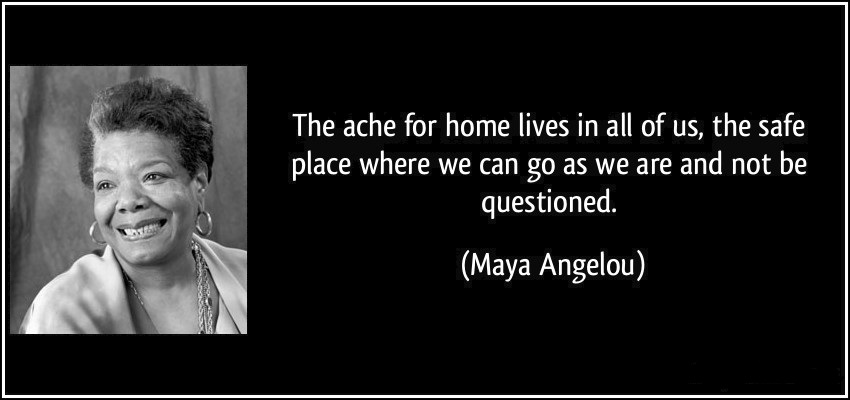 The ache for home lives in all of us, the safe
place where we can go as we are and not be
questioned.
(Maya Angelou)